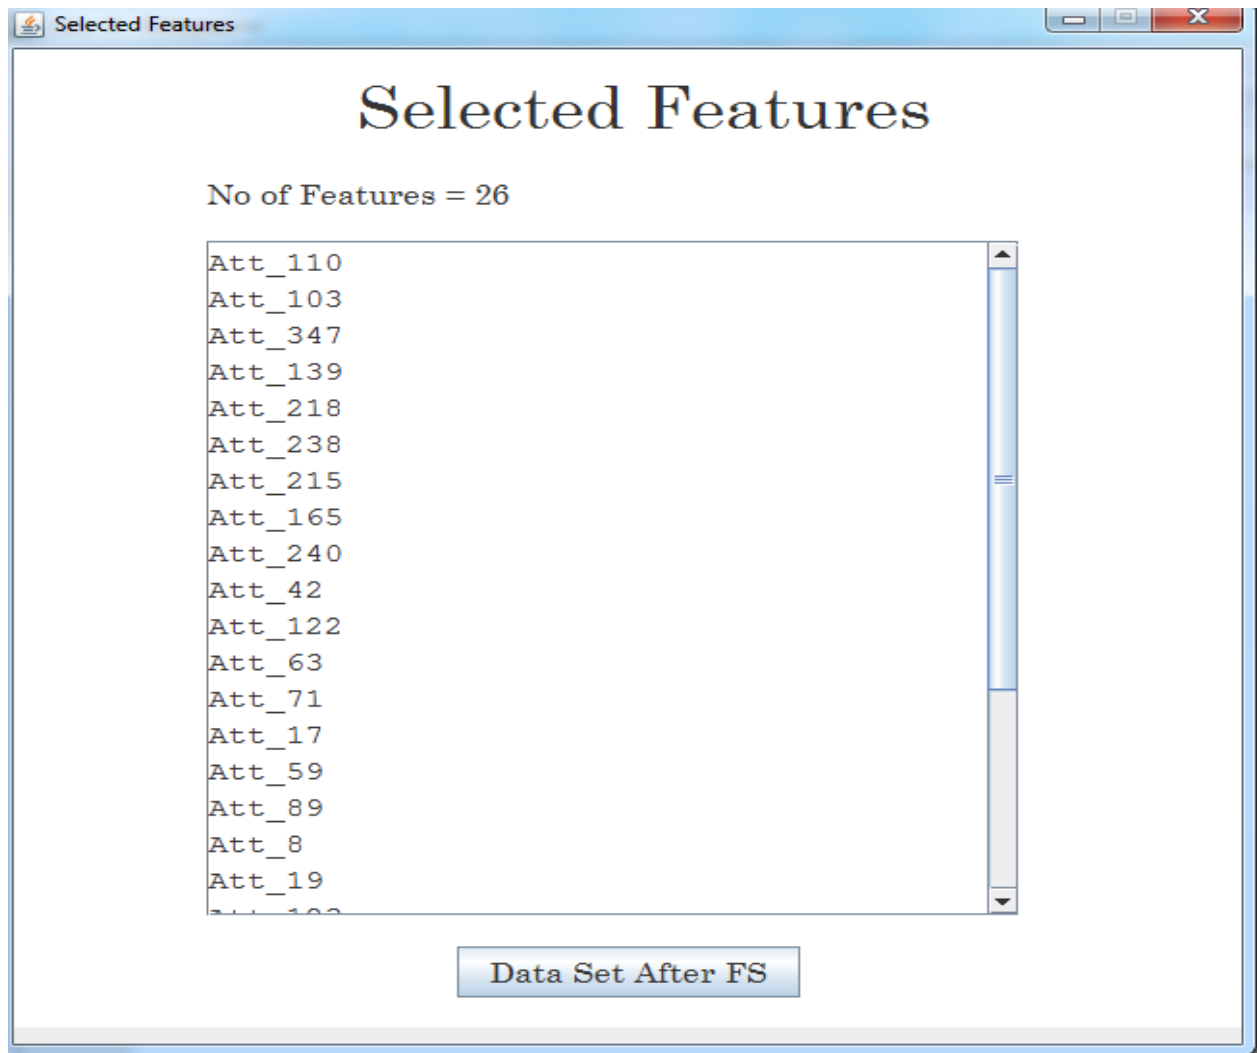 Selected Features
Selected Features
No of Features = 26
Att_110
Att_103
Att_347
Att_139
Att_218
Att_238
Att_215
Att_165
Att_240
Att_42
Att_122
Att_63
Att_71
Att_17
Att_59
Att_89
Att_8
Att_19
Data Set After FS